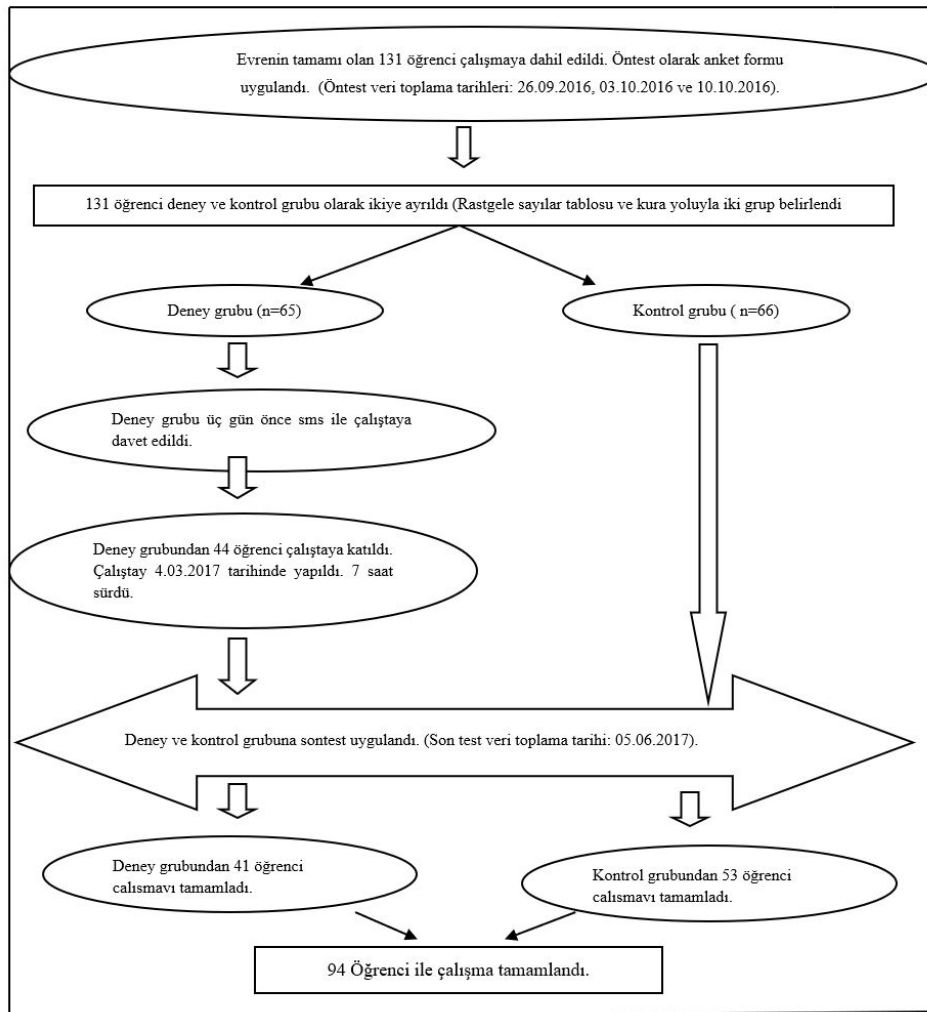 Evrenin tamamı olan 131 öğrenci çalışmaya dahil edildi. Öntest olarak anket formu
uygulandı. (Öntest veri toplama tarihleri: 26.09.2016, 03.10.2016 ve 10.10.2016).
131 öğrenci deney ve kontrol grubu olarak ikiye ayrıldı (Rastgele sayılar tablosu ve kura yoluyla iki grup belirlendi
Deney grubu (n=65)
Kontrol grubu ( n=66)
Deney grubu üç gün önce sms ile çalıştaya
davet edildi.
Deney grubundan 44 öğrenci çalıştaya katıldı.
Çalıştay 4.03.2017 tarihinde yapıldı. 7 saat
sürdü.
Deney ve kontrol grubuna sontest uygulandı. (Son test veri toplama tarihi: 05.06.2017).
Deney grubundan 41 öğrenci
calısmavı tamamladı.
Kontrol grubundan 53 öğrenci
calısmavı tamamladı.
94 Öğrenci ile çalışma tamamlandı.